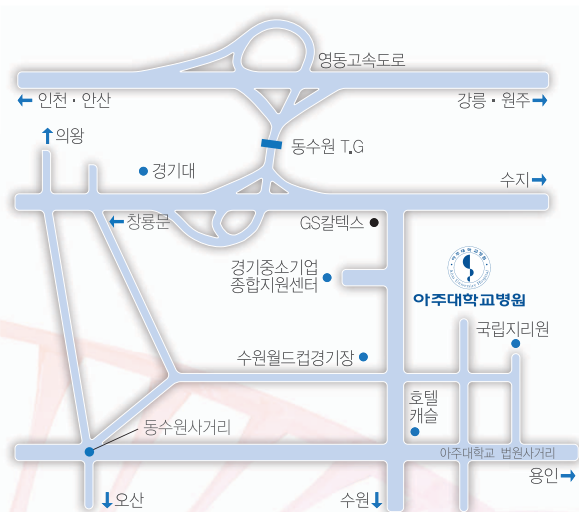 영동고속도로
인천·안산
강릉·원주
의왕
동수원 T.G
경기대
수지
창룡문
GS칼텍스
경기중소기업
종합지원센터
아주대학교병원
국립지리원
수원월드컵경기장
호텔
캐슬
동수원사거리
아주대학교 법원사거리
용인
오산
수원